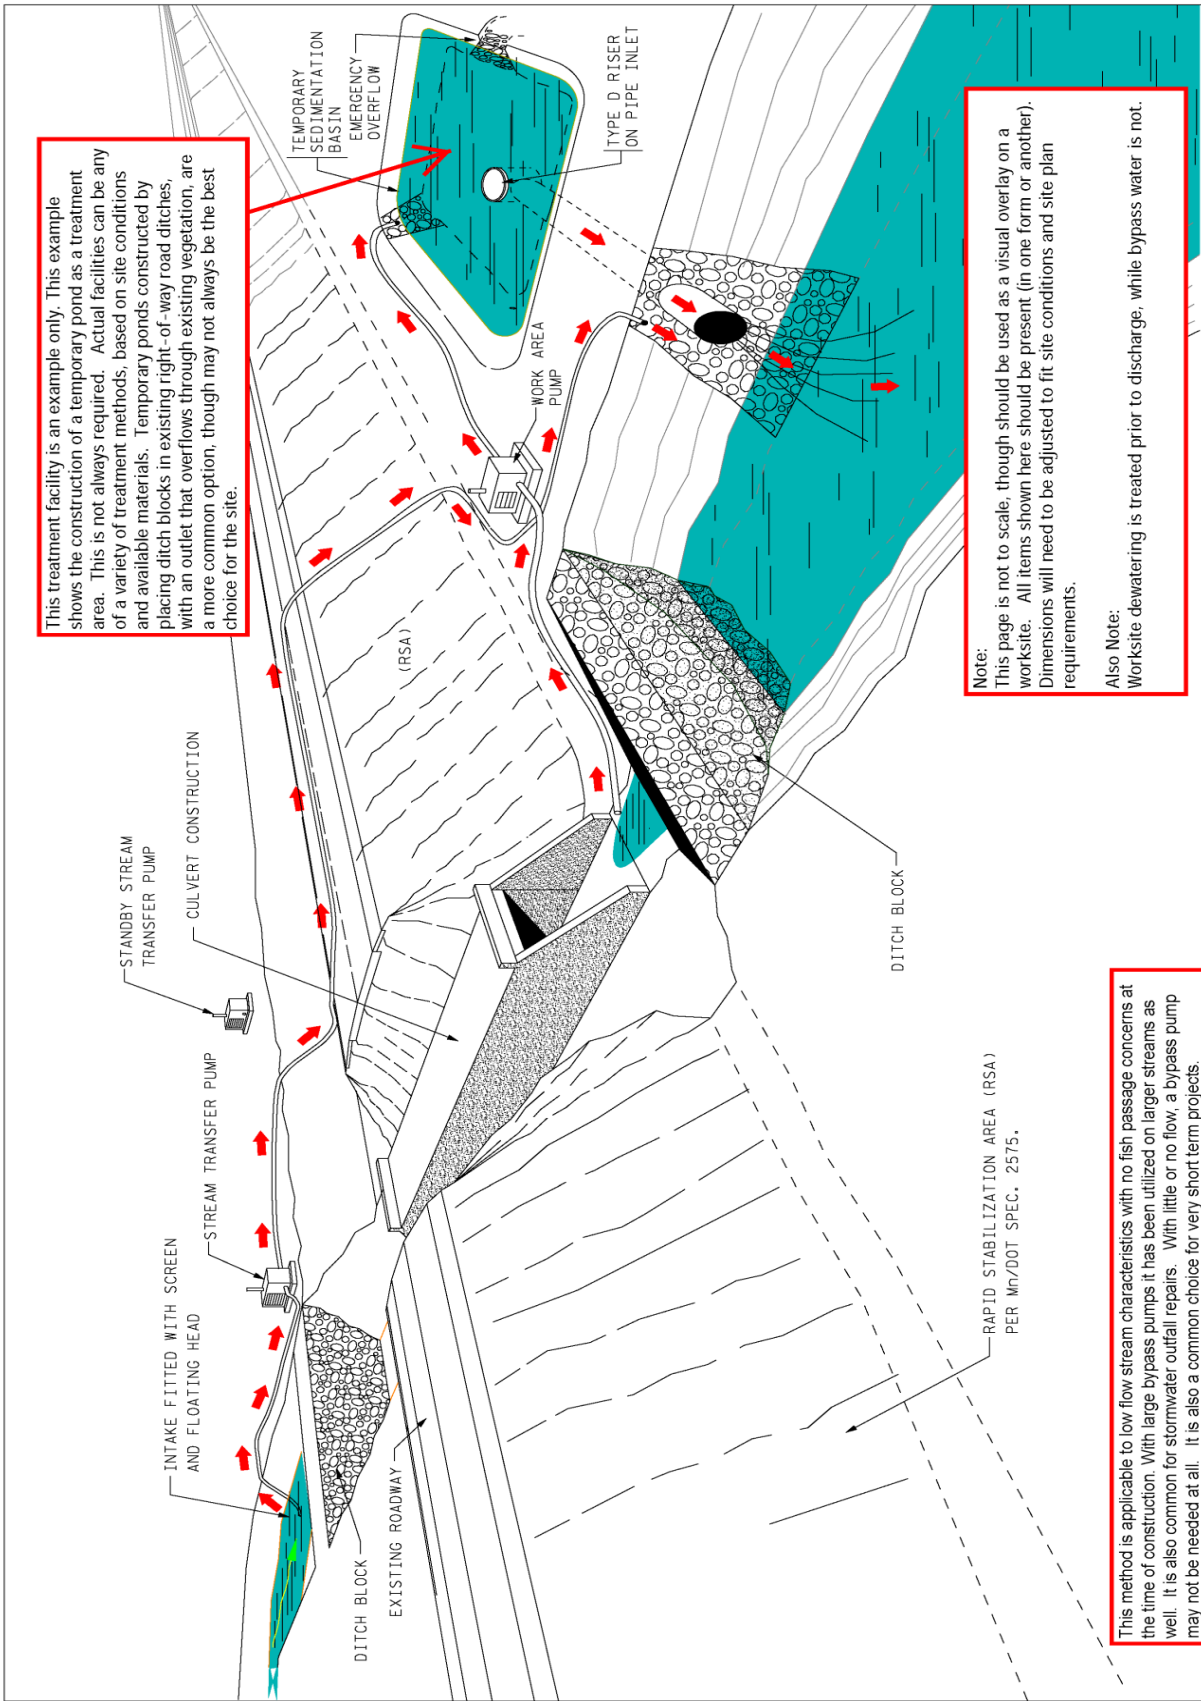 This treatment facility is an example only. This example
shows the construction of a temporary pond as a treatment
area. This is not always required. Actual facilities can be any
of a variety of treatment methods, based on site conditions
and available materials. Temporary ponds constructed by
placing ditch blocks in existing right-of-way road ditches,
with an outlet that overflows through existing vegetation, are
a more common option, though may not always be the best
choice for the site.
TEMPORARY
SEDIMENTATION
BASIN
EMERGENCY
OVERFLOW
TYPE D RISER
ON PIPE INLET
WORK AREA
PUMP
(RSA)
STANDBY STREAM
TRANSFER PUMP
CULVERT CONSTRUCTION
INTAKE FITTED WITH SCREEN
AND FLOATING HEAD
STREAM TRANSFER PUMP
DITCH BLOCK
EXISTING ROADWAY
DITCH BLOCK
RAPID STABILIZATION AREA (RSA)
PER Mn/DOT SPEC. 2575.
Note:
This page is not to scale, though should be used as a visual overlay on a
worksite. All items shown here should be present (in one form or another).
Dimensions will need to be adjusted to fit site conditions and site plan
requirements.
Also Note:
Worksite dewatering is treated prior to discharge, while bypass water is not.
This method is applicable to low flow stream characteristics with no fish passage concerns at
the time of construction. With large bypass pumps it has been utilized on larger streams as
well. It is also common for stormwater outfall repairs. With little or no flow, a bypass pump
may not be needed at all. It is also a common choice for very short term projects.